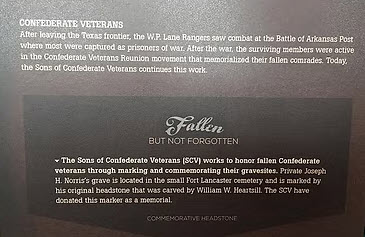 CONFEDERATE VETERANS
After leaving the Texas frontier, the W.P. Lane Rangers saw combat at the Battle of Arkansas Post
where most were captured as prisoners of war. After the war, the surviving members were active
in the Confederate Veterans Reunion movement that memorialized their fallen comrades. Today,
the Sons of Confederate Veterans continues this work.
Fallen
BUT NOT FORGOTTEN
The Sons of Confederate Veterans (SCV) works to honor fallen Confederate
veterans through marking and commemorating their gravesites. Private Joseph
H. Norris's grave is located in the small Fort Lancaster cemetery and is marked by
his original headstone that was carved by William W. Heartsill. The SCV have
donated this marker as a memorial.
COMMEMORATIVE HEADSTONE